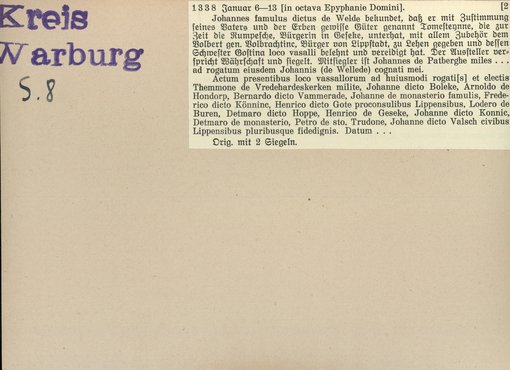 Kreis
Warburg
S. 8
1338 Januar 6—13 [in octava Epyphanie Domini]. [2
Johannes famulus dictus de Welde bekundet, daß er mit Zustimmung
seines Vaters und der Erben gewisse Güter genannt Tomesteynne, die zur
Zeit die Rumpesche, Bürgerin in Geseke, unterhat, mit allem Zubehör dem
Volbert gen. Volbrachtine, Bürger von Lippstadt, zu Lehen gegeben und dessen
Schwester Gostina loco vasalli belehnt und vereibigt hat. Der Aussteller ver-
spricht Währschaft und siegelt. Mitsiegler ist Johannes de Patberghe miles . . .
ad rogatum eiusdem Johannis (de Wellede) cognati mei.
Actum presentibus loco vassallorum ad huiusmodi rogati[s] et electis
Themmone de Vredehardeskerken milite, Johanne dicto Boleke, Arnoldo de
Hondorp, Bernardo dicto Vammerade, Johanne de monasterio famulis, Frede-
rico dicto Könnine, Henrico dicto Gote proconsulibus Lippensibus, Lodero de
Buren, Detmaro dicto Hoppe, Henrico de Geseke, Johanne dicto Konnic,
Detmaro de monasterio, Petro de sto. Trudone, Johanne dicto Valsch civibus
Lippensibus pluribusque fidedignis. Datum . . .
Orig. mit 2 Siegeln.